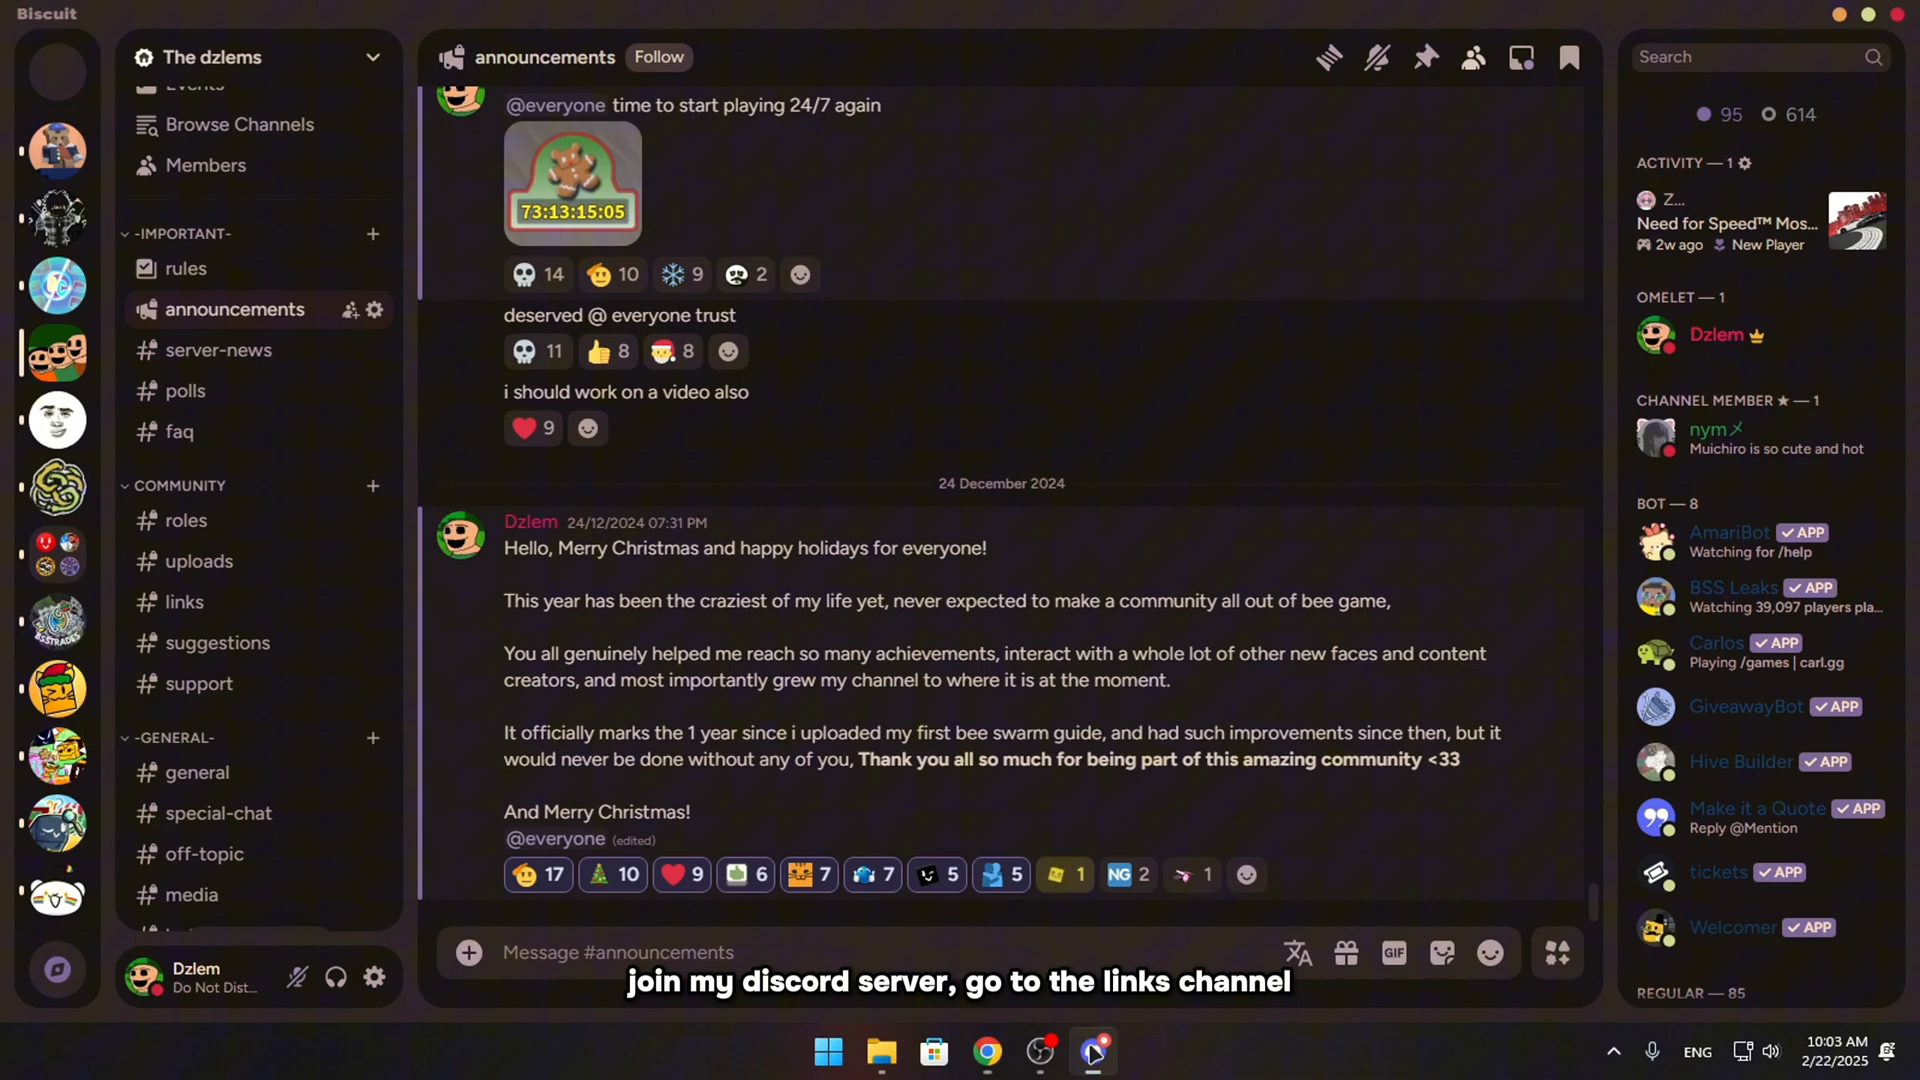 Biscuit
The dzlems
Events
Browse Channels
Members
-IMPORTANT-
rules
announcements
server-news
polls
faq
COMMUNITY
roles
uploads
links
suggestions
support
-GENERAL-
general
special-chat
off-topic
media
Dzlem
Do Not Dist...
announcements
Follow
@everyone time to start playing 24/7 again
73:13:15:05
14 10 9 2
deserved @ everyone trust
11 8 8
i should work on a video also
9
24 December 2024
Dzlem 24/12/2024 07:31 PM
Hello, Merry Christmas and happy holidays for everyone!
This year has been the craziest of my life yet, never expected to make a community all out of bee game,
You all genuinely helped me reach so many achievements, interact with a whole lot of other new faces and content
creators, and most importantly grew my channel to where it is at the moment.
It officially marks the 1 year since i uploaded my first bee swarm guide, and had such improvements since then, but it
would never be done without any of you, Thank you all so much for being part of this amazing community <33
And Merry Christmas!
@everyone (edited)
17 10 9 6 7 7 5 5 1 NG 2 1
Message #announcements
GIF
join my discord server, go to the links channel
Search
95 614
ACTIVITY — 1
Z...
Need for Speed™ Mos...
2w ago New Player
OMELET — 1
Dzlem
CHANNEL MEMBER ★ — 1
nymメ
Muichiro is so cute and hot
BOT — 8
AmariBot ✓ APP
Watching for /help
BSS Leaks ✓ APP
Watching 39,097 players pla...
Carlos ✓ APP
Playing /games | carl.gg
GiveawayBot ✓ APP
Hive Builder ✓ APP
Make it a Quote ✓ APP
Reply @Mention
tickets ✓ APP
Welcomer ✓ APP
REGULAR — 85
ENG
10:03 AM
2/22/2025